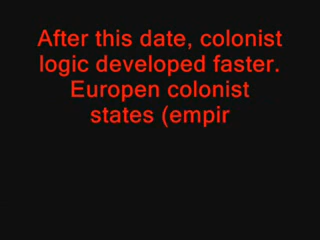 After this date, colonist
logic developed faster.
Europen colonist
states (empir